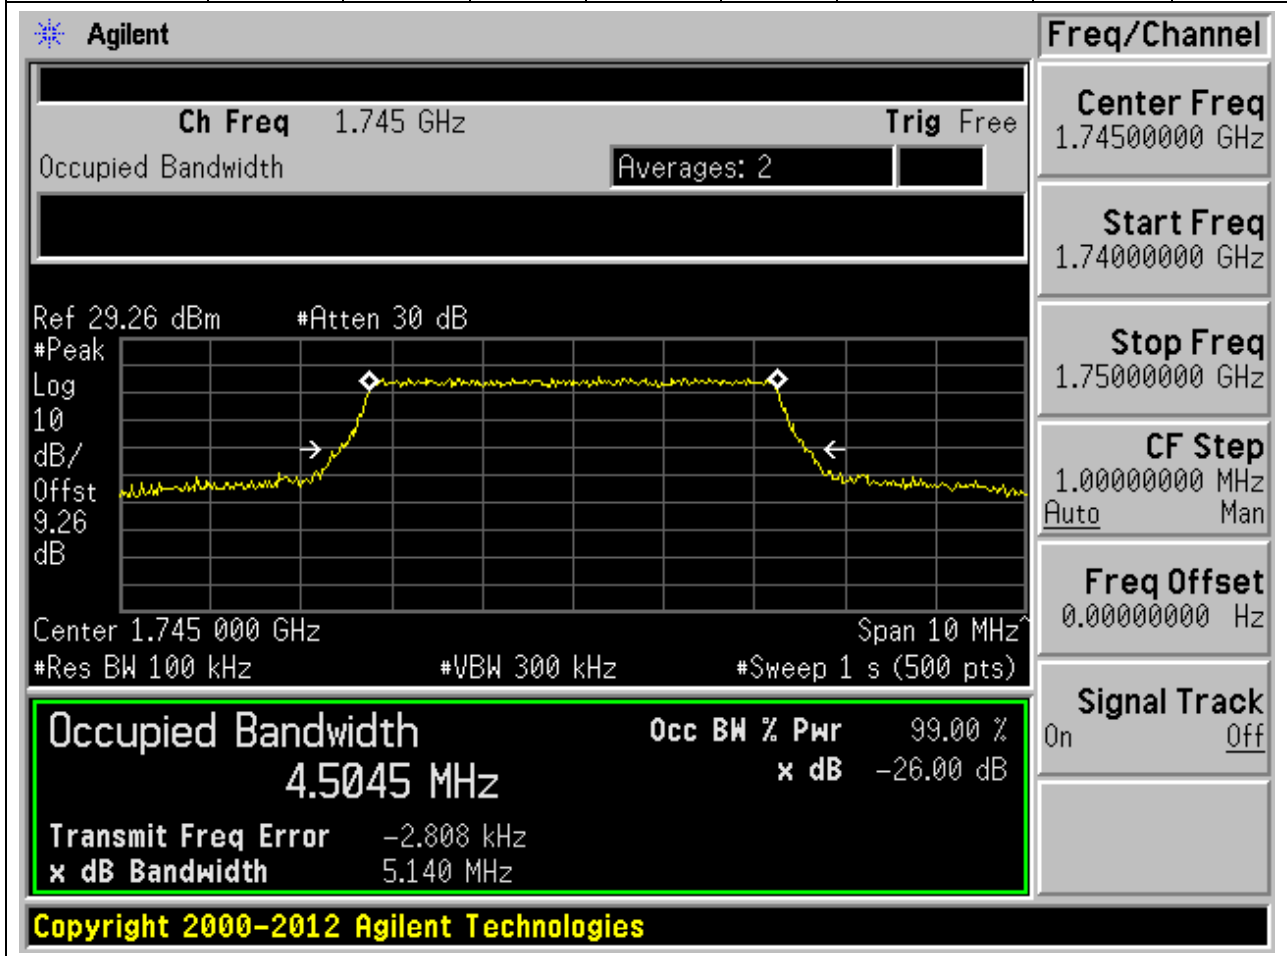 Agilent
Freq/Channel
Ch Freq 1.745 GHz Trig Free
Occupied Bandwidth Averages: 2
Center Freq
1.74500000 GHz
Start Freq
1.74000000 GHz
Stop Freq
1.75000000 GHz
CF Step
1.00000000 MHz
Auto Man
Freq Offset
0.00000000 Hz
Signal Track
On Off
Ref 29.26 dBm #Atten 30 dB
#Peak
Log
10
dB/
Offst
9.26
dB
Center 1.745 000 GHz Span 10 MHz^
#Res BW 100 kHz #VBW 300 kHz #Sweep 1 s (500 pts)
Occupied Bandwidth Occ BW % Pwr 99.00 %
4.5045 MHz x dB -26.00 dB
Transmit Freq Error -2.808 kHz
x dB Bandwidth 5.140 MHz
Copyright 2000-2012 Agilent Technologies